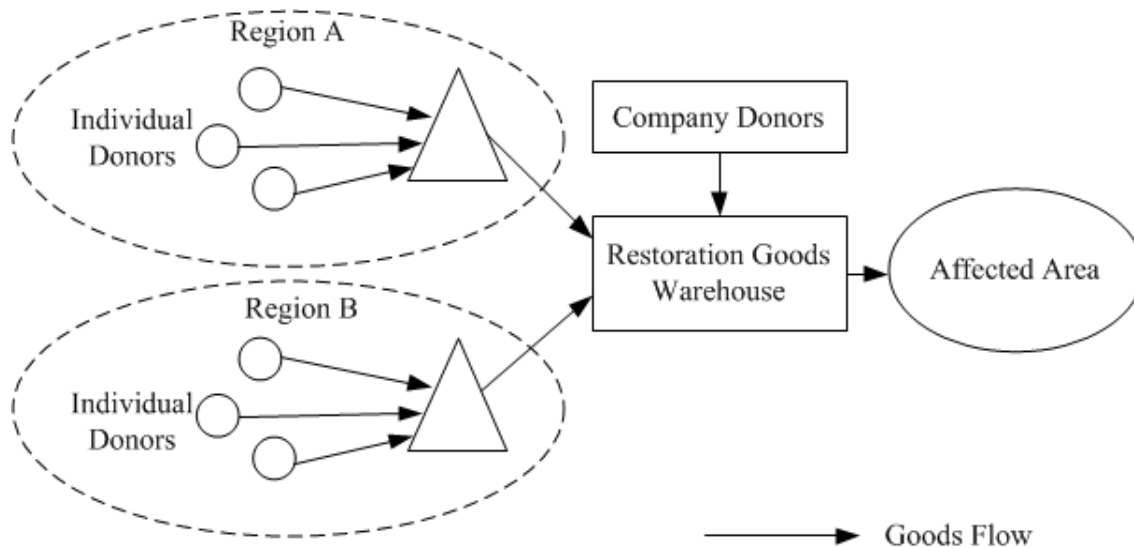 Region A
Individual
Donors
Company Donors
Restoration Goods
Warehouse
Affected Area
Region B
Individual
Donors
Goods Flow